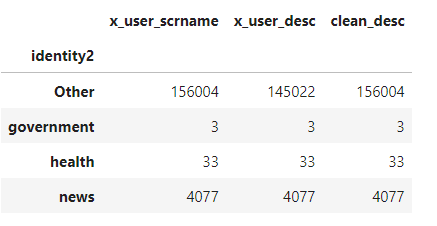 x_user_scrname x_user_desc clean_desc
identity2
Other 156004 145022 156004
government 3 3 3
health 33 33 33
news 4077 4077 4077